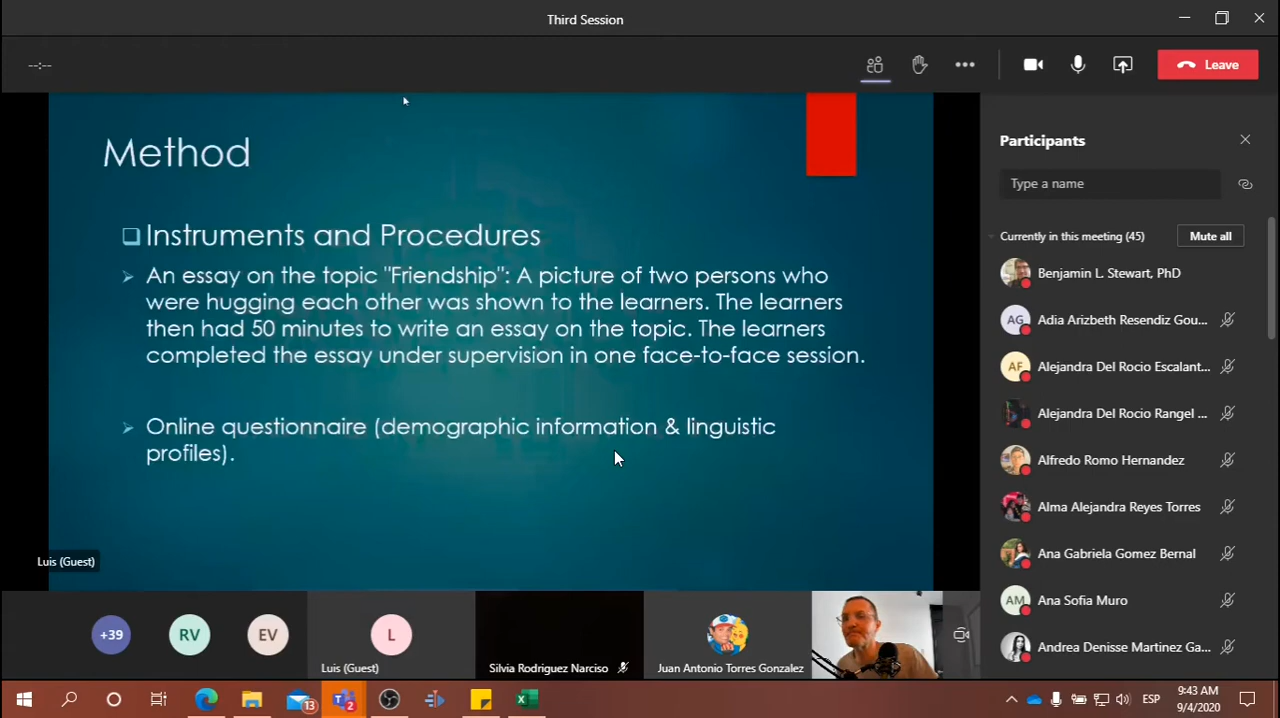 Third Session
--:--
Leave
Method
Instruments and Procedures
An essay on the topic "Friendship": A picture of two persons who
were hugging each other was shown to the learners. The learners
then had 50 minutes to write an essay on the topic. The learners
completed the essay under supervision in one face-to-face session.
Online questionnaire (demographic information & linguistic
profiles).
Luis (Guest)
+39
RV
EV
L
Luis (Guest)
Silvia Rodriguez Narciso
Juan Antonio Torres Gonzalez
Participants
Type a name
Currently in this meeting (45)
Mute all
Benjamin L. Stewart, PhD
AG
Adia Arizbeth Resendiz Gou...
AF
Alejandra Del Rocio Escalant...
Alejandra Del Rocio Rangel ...
Alfredo Romo Hernandez
Alma Alejandra Reyes Torres
Ana Gabriela Gomez Bernal
AM
Ana Sofia Muro
Andrea Denisse Martinez Ga...
13
2
ESP
9:43 AM
9/4/2020